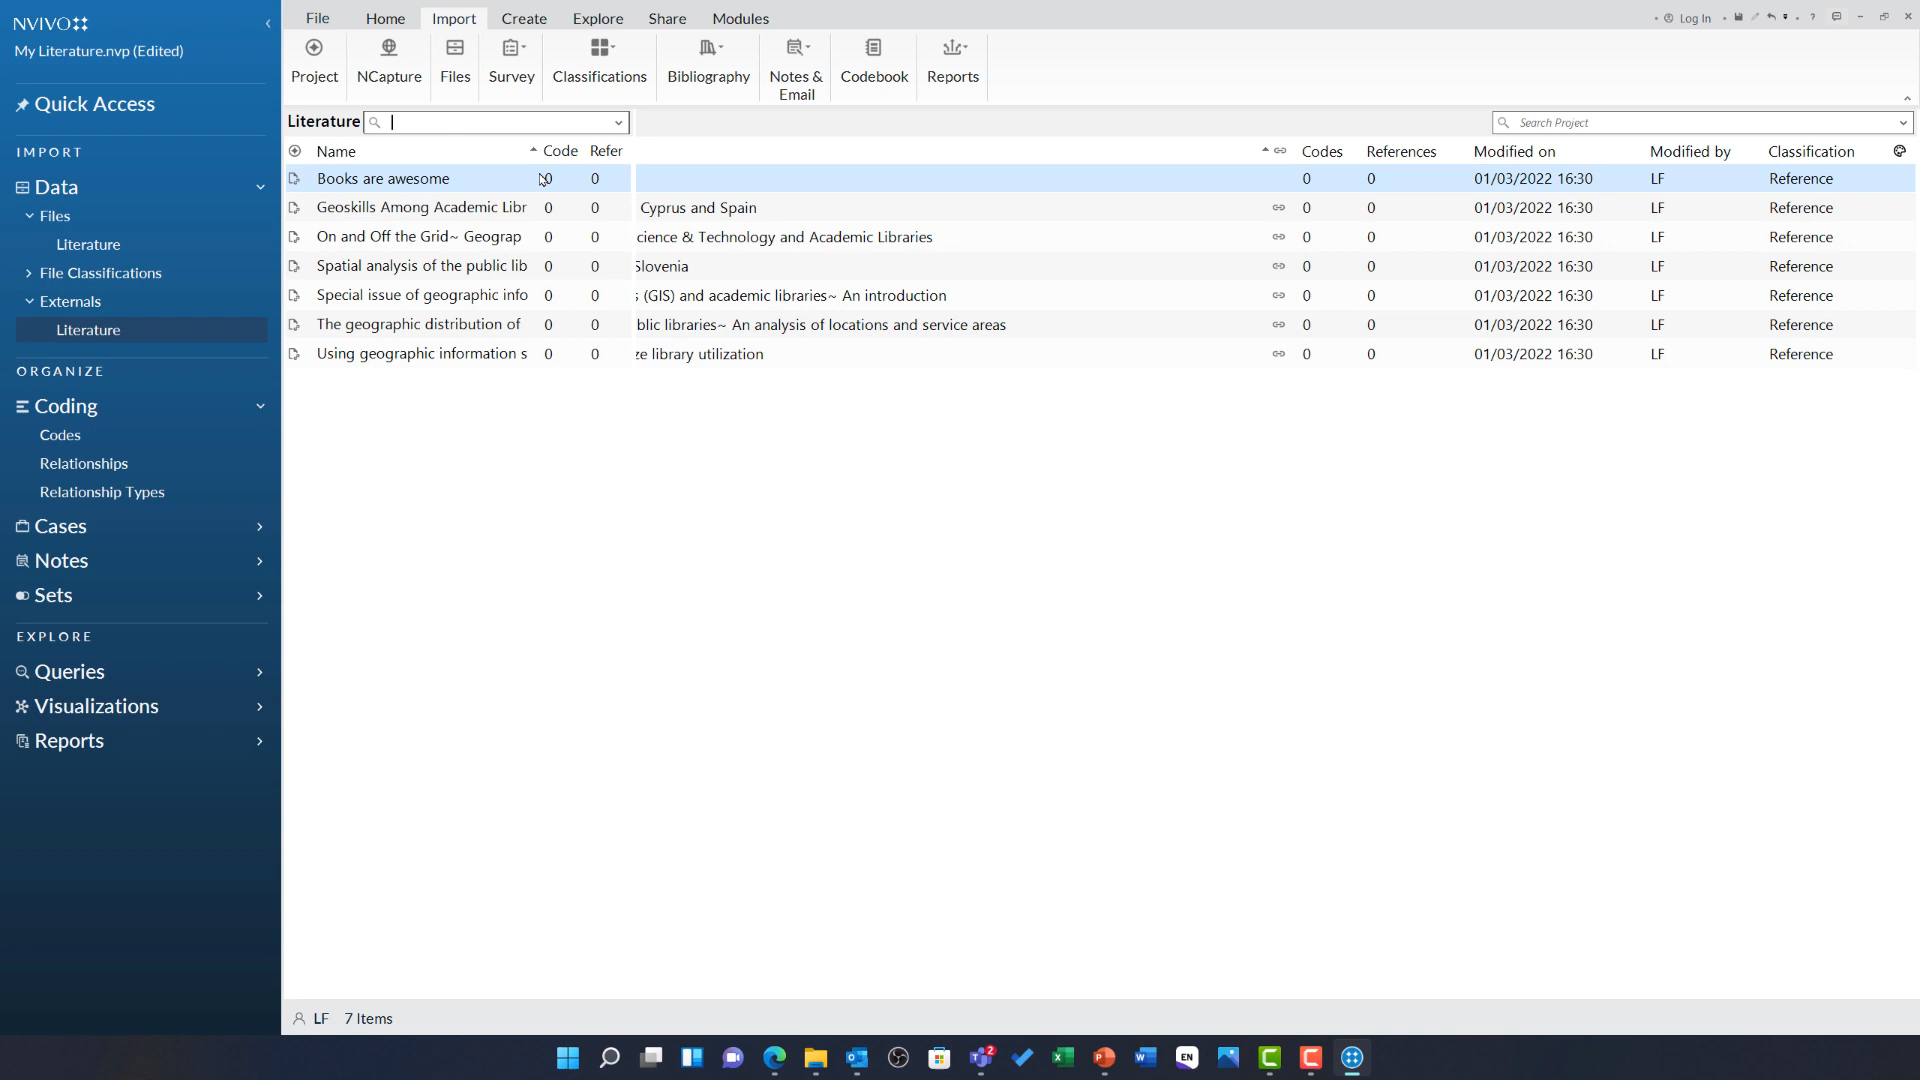 NVIVO
My Literature.nvp (Edited)
File Home Import Create Explore Share Modules
Log In
Project NCapture Files Survey Classifications Bibliography Notes & Email Codebook Reports
Quick Access
IMPORT
Data
Files
Literature
File Classifications
Externals
Literature
ORGANIZE
Coding
Codes
Relationships
Relationship Types
Cases
Notes
Sets
EXPLORE
Queries
Visualizations
Reports
Literature
Search Project
Name Code Refer Codes References Modified on Modified by Classification
Books are awesome 0 0 0 0 01/03/2022 16:30 LF Reference
Geoskills Among Academic Libr 0 0 Cyprus and Spain 0 0 01/03/2022 16:30 LF Reference
On and Off the Grid~ Geograp 0 0 cience & Technology and Academic Libraries 0 0 01/03/2022 16:30 LF Reference
Spatial analysis of the public lib 0 0 Slovenia 0 0 01/03/2022 16:30 LF Reference
Special issue of geographic info 0 0 s (GIS) and academic libraries~ An introduction 0 0 01/03/2022 16:30 LF Reference
The geographic distribution of 0 0 blic libraries~ An analysis of locations and service areas 0 0 01/03/2022 16:30 LF Reference
Using geographic information s 0 0 ze library utilization 0 0 01/03/2022 16:30 LF Reference
LF 7 Items
2
EN